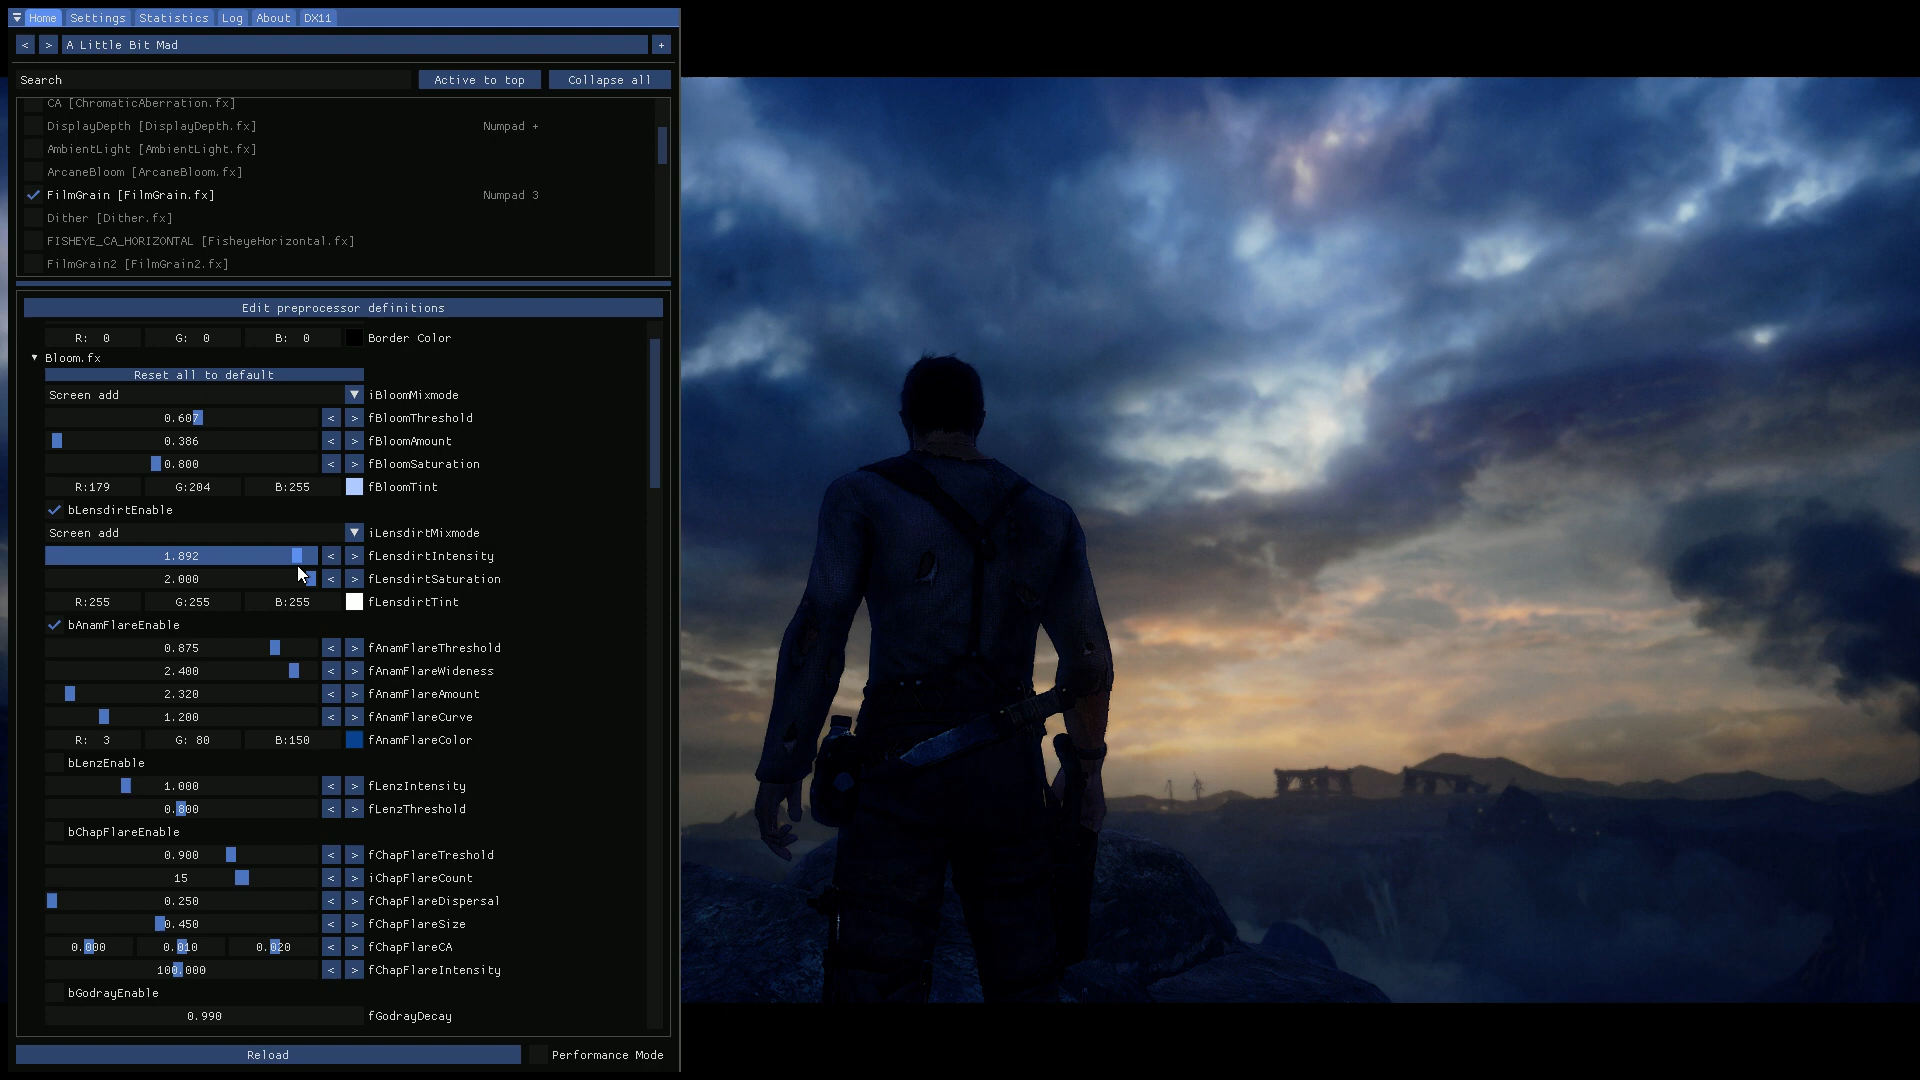 Home Settings Statistics Log About DX11
< > A Little Bit Mad +
Search Active to top Collapse all
CA [ChromaticAberration.fx]
DisplayDepth [DisplayDepth.fx] Numpad +
AmbientLight [AmbientLight.fx]
ArcaneBloom [ArcaneBloom.fx]
FilmGrain [FilmGrain.fx] Numpad 3
Dither [Dither.fx]
FISHEYE_CA_HORIZONTAL [FisheyeHorizontal.fx]
FilmGrain2 [FilmGrain2.fx]
Edit preprocessor definitions
R: 0 G: 0 B: 0 Border Color
Bloom.fx
Reset all to default
Screen add iBloomMixmode
0.607 < > fBloomThreshold
0.386 < > fBloomAmount
0.800 < > fBloomSaturation
R:179 G:204 B:255 fBloomTint
bLensdirtEnable
Screen add iLensdirtMixmode
1.892 < > fLensdirtIntensity
2.000 < > fLensdirtSaturation
R:255 G:255 B:255 fLensdirtTint
bAnamFlareEnable
0.875 < > fAnamFlareThreshold
2.400 < > fAnamFlareWideness
2.320 < > fAnamFlareAmount
1.200 < > fAnamFlareCurve
R: 3 G: 80 B:150 fAnamFlareColor
bLenzEnable
1.000 < > fLenzIntensity
0.800 < > fLenzThreshold
bChapFlareEnable
0.900 < > fChapFlareTreshold
15 < > iChapFlareCount
0.250 < > fChapFlareDispersal
0.450 < > fChapFlareSize
0.000 0.010 0.020 < > fChapFlareCA
100.000 < > fChapFlareIntensity
bGodrayEnable
0.990 fGodrayDecay
Reload Performance Mode